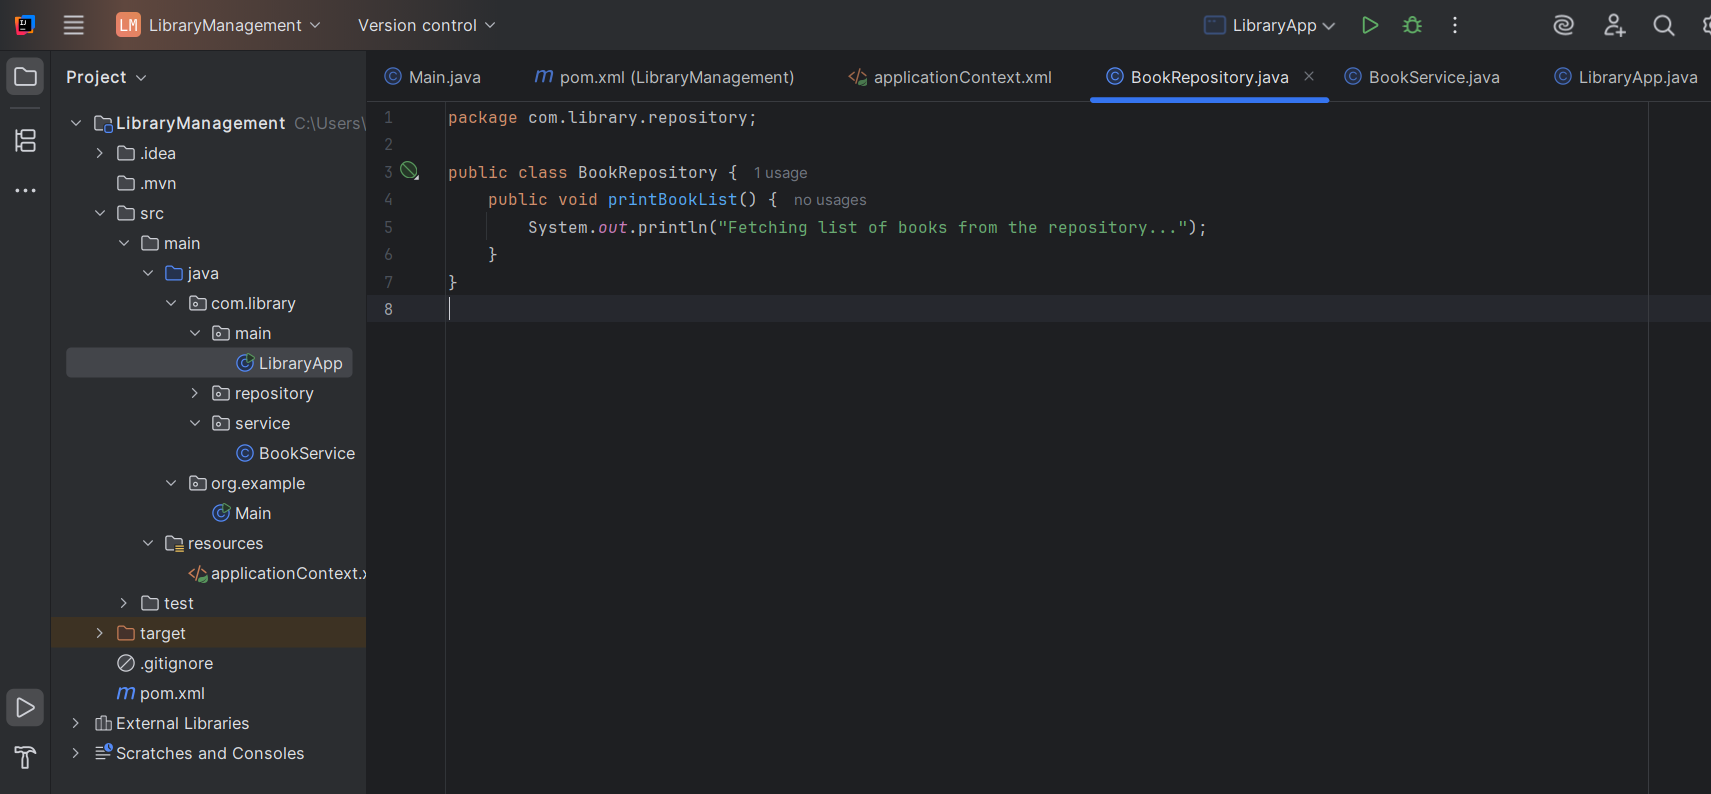 LM LibraryManagement Version control LibraryApp
Project
Main.java pom.xml (LibraryManagement) applicationContext.xml BookRepository.java BookService.java LibraryApp.java
LibraryManagement C:\Users\
.idea
.mvn
src
main
java
com.library
main
LibraryApp
repository
service
BookService
org.example
Main
resources
applicationContext.x
test
target
.gitignore
pom.xml
External Libraries
Scratches and Consoles
1 package com.library.repository;
2
3 public class BookRepository { 1 usage
4 public void printBookList() { no usages
5 System.out.println("Fetching list of books from the repository...");
6 }
7 }
8